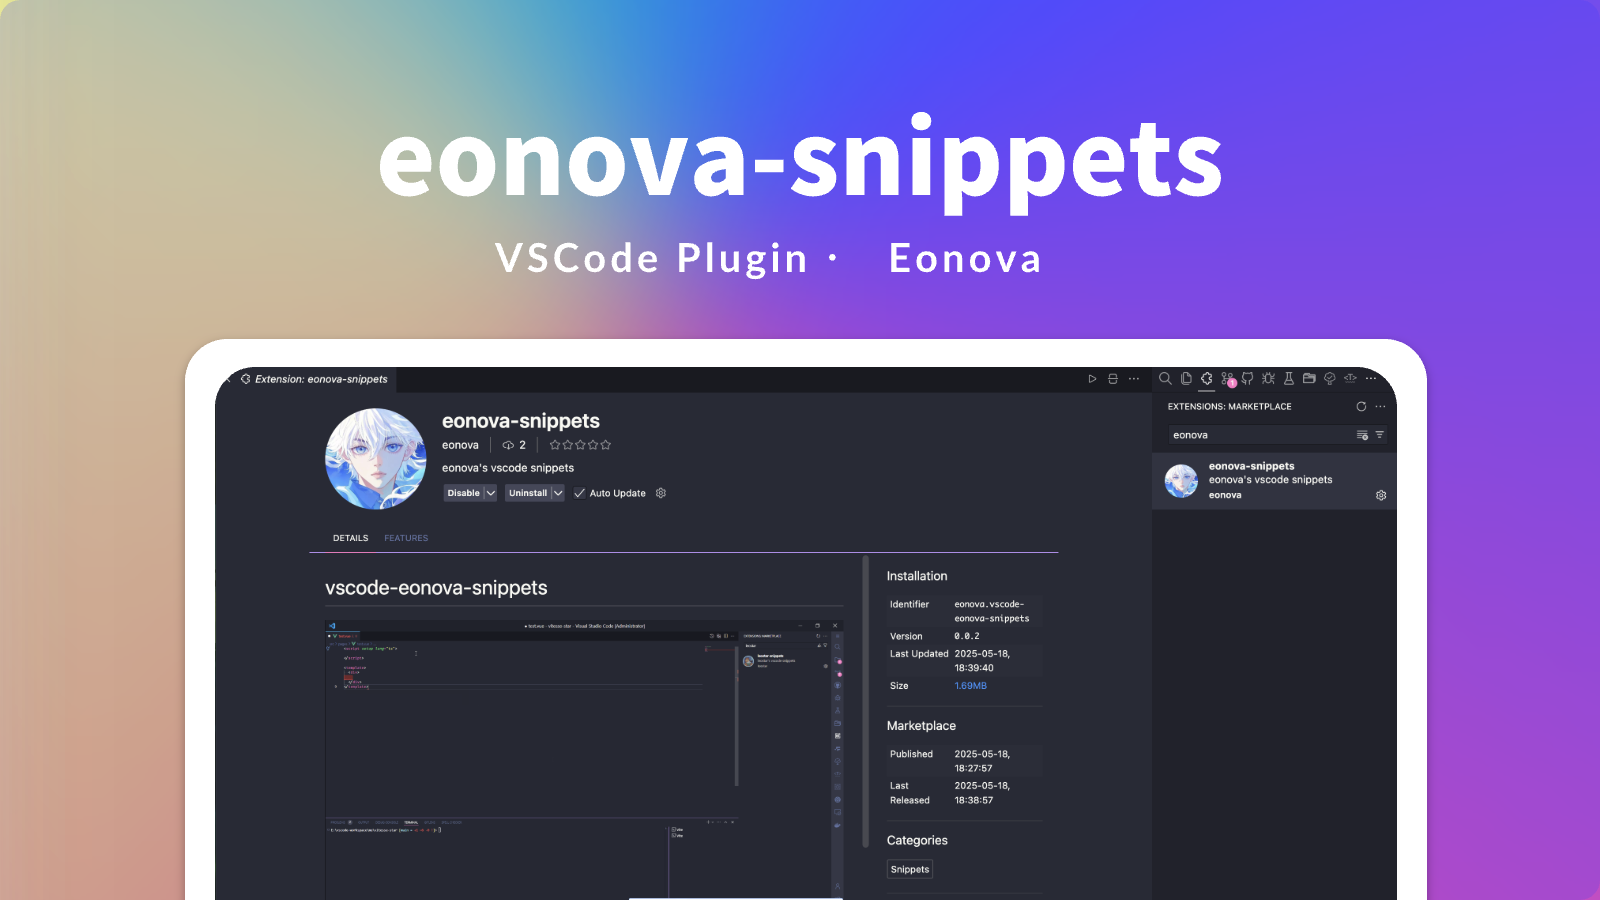 eonova-snippets
VSCode Plugin · Eonova
Extension: eonova-snippets
eonova-snippets
eonova
2
eonova's vscode snippets
Disable
Uninstall
Auto Update
DETAILS
FEATURES
vscode-eonova-snippets
Installation
Identifier
eonova.vscode-
eonova-snippets
Version
0.0.2
Last Updated
2025-05-18,
18:39:40
Size
1.69MB
Marketplace
Published
2025-05-18,
18:27:57
Last
Released
2025-05-18,
18:38:57
Categories
Snippets
1
EXTENSIONS: MARKETPLACE
eonova
eonova-snippets
eonova's vscode snippets
eonova